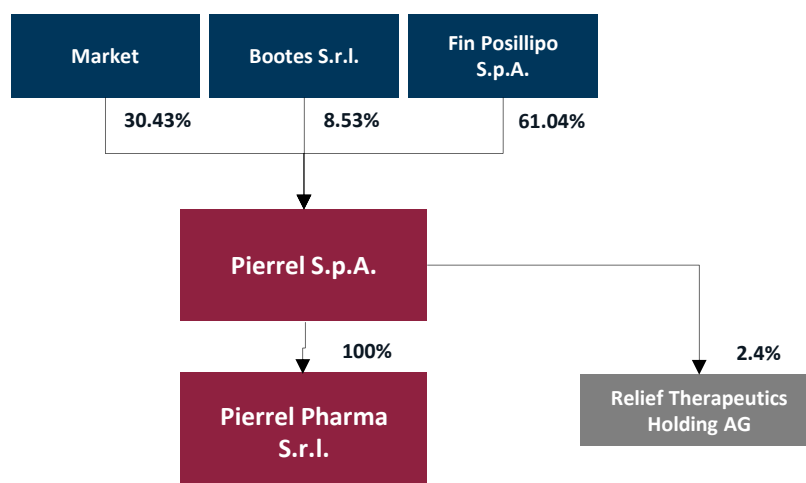 Market
Bootes S.r.l.
Fin Posillipo
S.p.A.
30.43%
8.53%
61.04%
Pierrel S.p.A.
100%
2.4%
Pierrel Pharma
S.r.l.
Relief Therapeutics
Holding AG